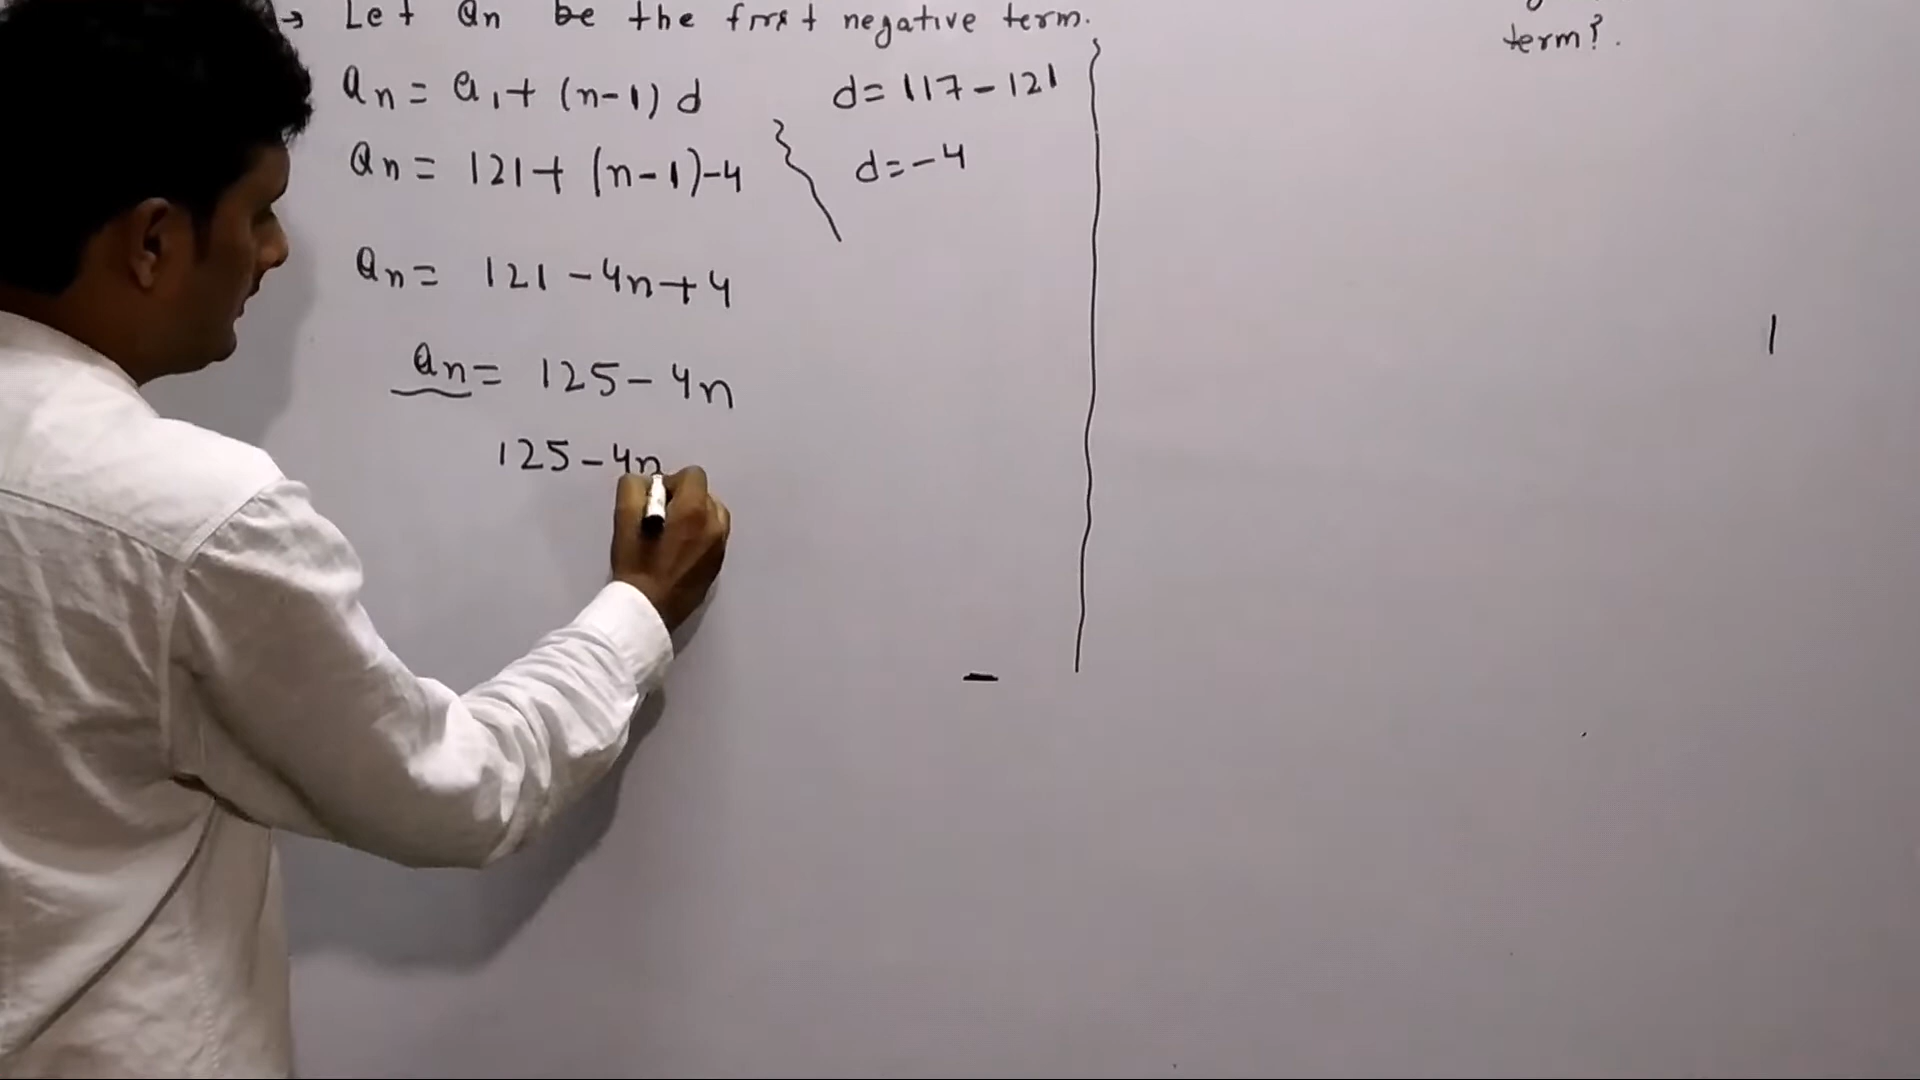 → Let an be the first negative term.
an = a1 + (n-1) d
an = 121 + (n-1)-4
an = 121 - 4n + 4
an = 125 - 4n
125 - 4n
d = 117 - 121
d = -4
term?.